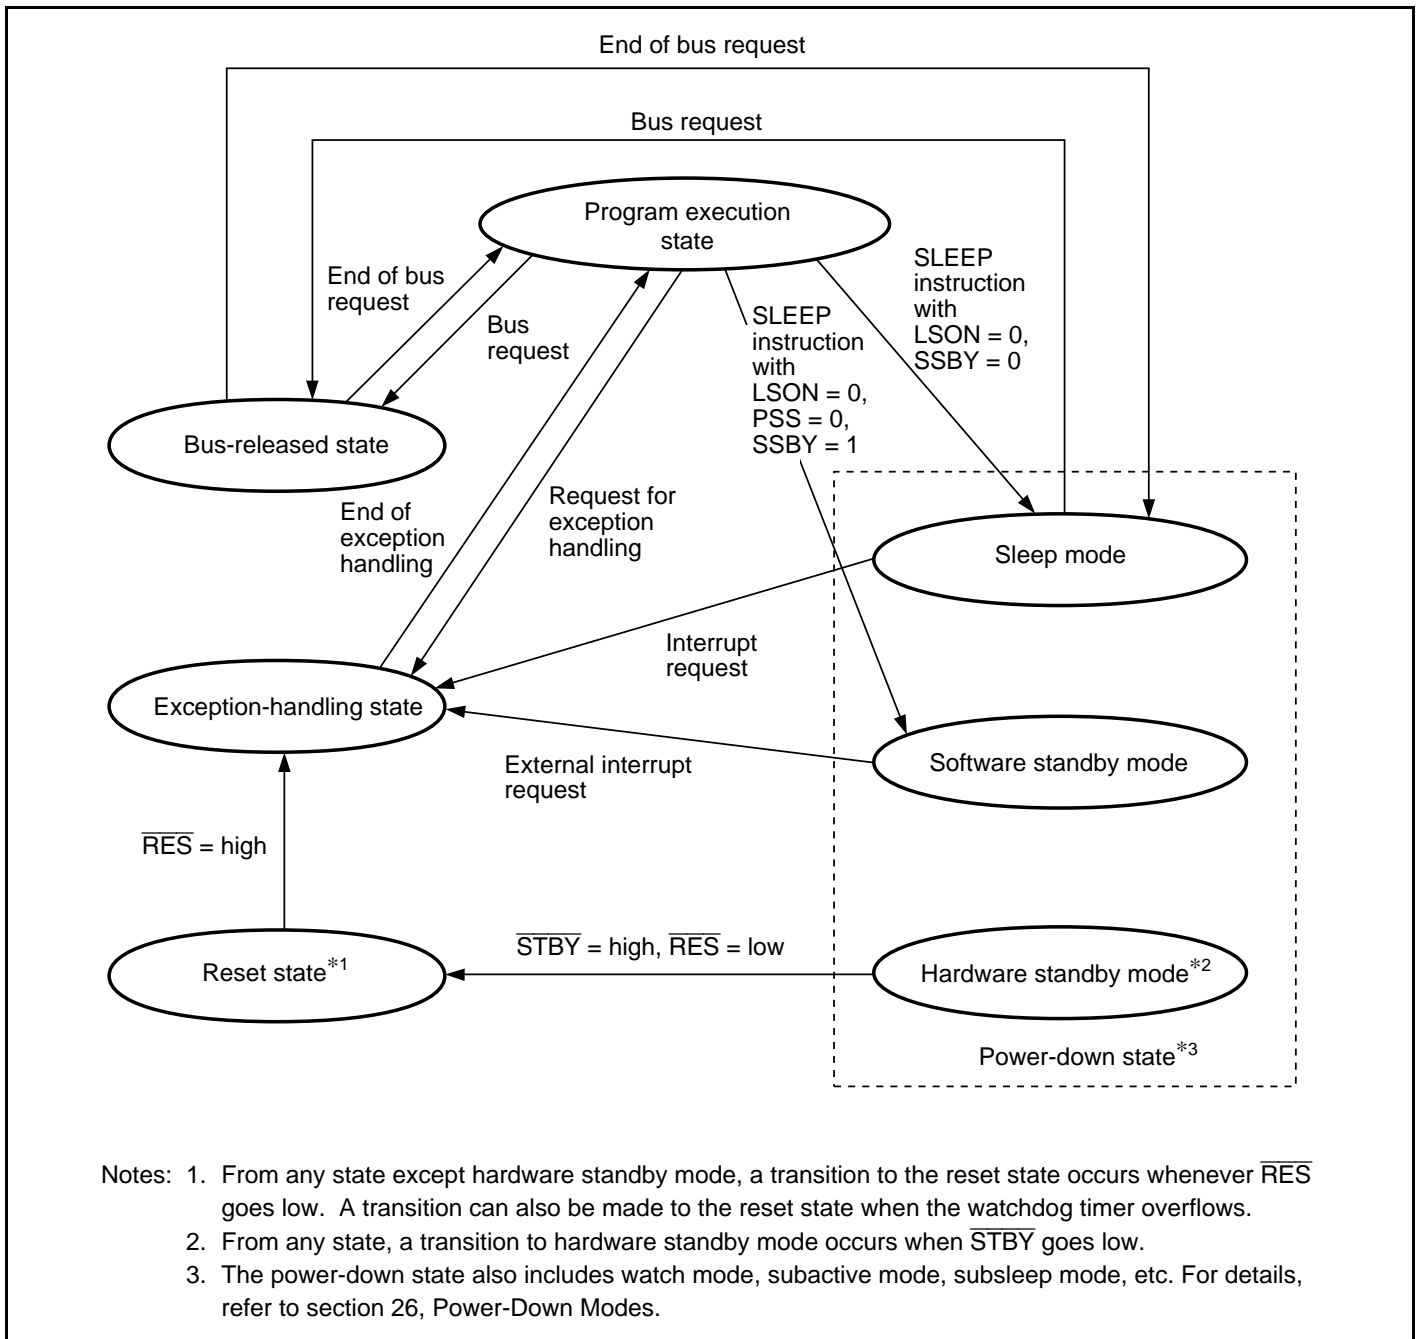 End of bus request
Bus request
Program execution
state
End of bus
request
Bus
request
SLEEP
instruction
with
LSON = 0,
SSBY = 0
SLEEP
instruction
with
LSON = 0,
PSS = 0,
SSBY = 1
Bus-released state
End of
exception
handling
Request for
exception
handling
Sleep mode
Interrupt
request
Exception-handling state
External interrupt
request
Software standby mode
R̅E̅S̅ = high
S̅T̅B̅Y̅ = high, R̅E̅S̅ = low
Reset state*1
Hardware standby mode*2
Power-down state*3
Notes: 1. From any state except hardware standby mode, a transition to the reset state occurs whenever R̅E̅S̅
goes low. A transition can also be made to the reset state when the watchdog timer overflows.
2. From any state, a transition to hardware standby mode occurs when S̅T̅B̅Y̅ goes low.
3. The power-down state also includes watch mode, subactive mode, subsleep mode, etc. For details,
refer to section 26, Power-Down Modes.